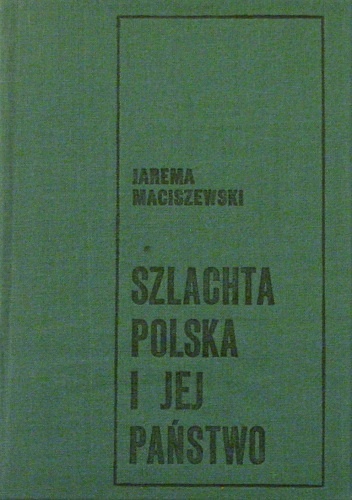 JAREMA
MACISZEWSKI
SZLACHTA
POLSKA
I JEJ
PAŃSTWO